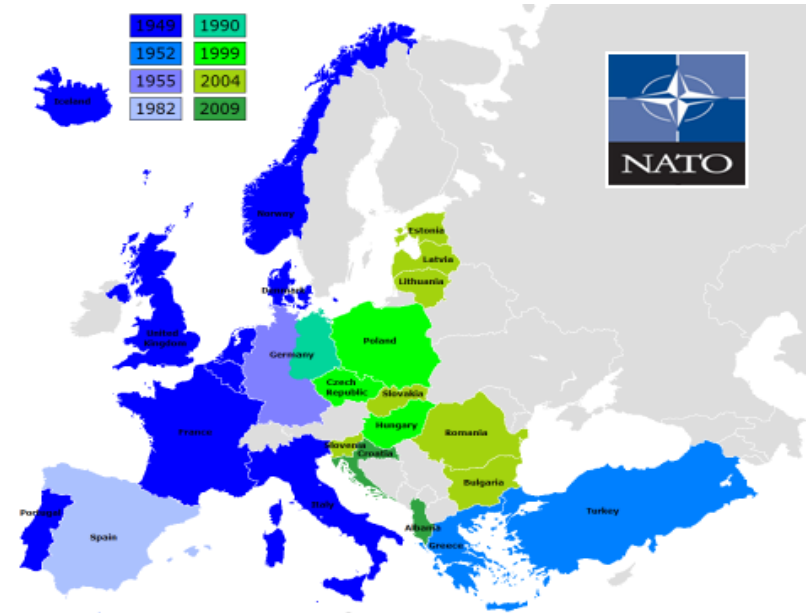 1949
1990
1952
1999
1955
2004
1982
2009
Iceland
NATO
Norway
Estonia
Latvia
Lithuania
Denmark
United
Kingdom
Germany
Poland
Czech
Republic
Slovakia
France
Hungary
Romania
Slovenia
Croatia
Bulgaria
Italy
Portugal
Spain
Albania
Greece
Turkey